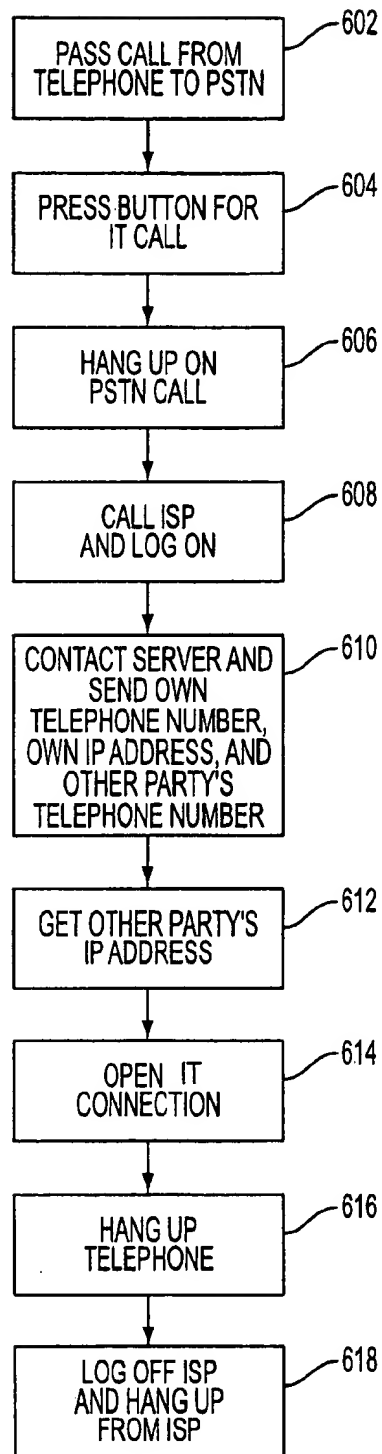 PASS CALL FROM
TELEPHONE TO PSTN
602
PRESS BUTTON FOR
IT CALL
604
HANG UP ON
PSTN CALL
606
CALL ISP
AND LOG ON
608
CONTACT SERVER AND
SEND OWN
TELEPHONE NUMBER,
OWN IP ADDRESS, AND
OTHER PARTY'S
TELEPHONE NUMBER
610
GET OTHER PARTY'S
IP ADDRESS
612
OPEN IT
CONNECTION
614
HANG UP
TELEPHONE
616
LOG OFF ISP
AND HANG UP
FROM ISP
618